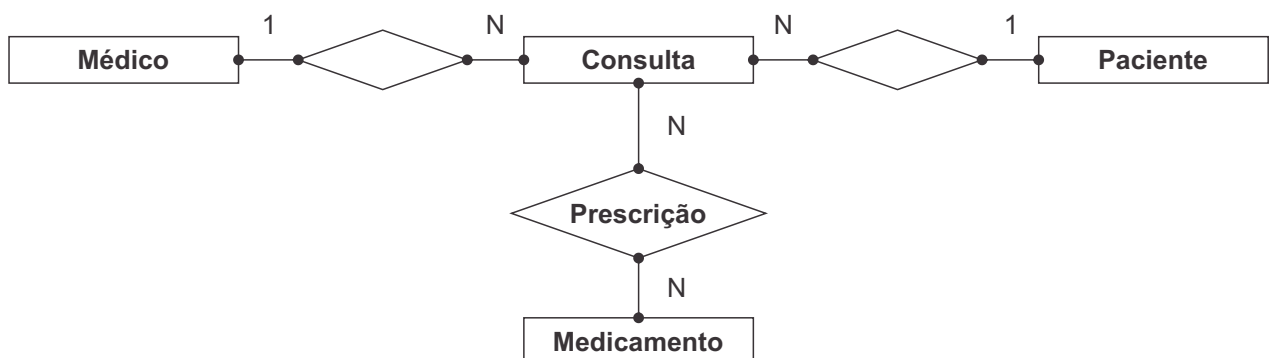 1 N N 1
Médico Consulta Paciente
N
Prescrição
N
Medicamento